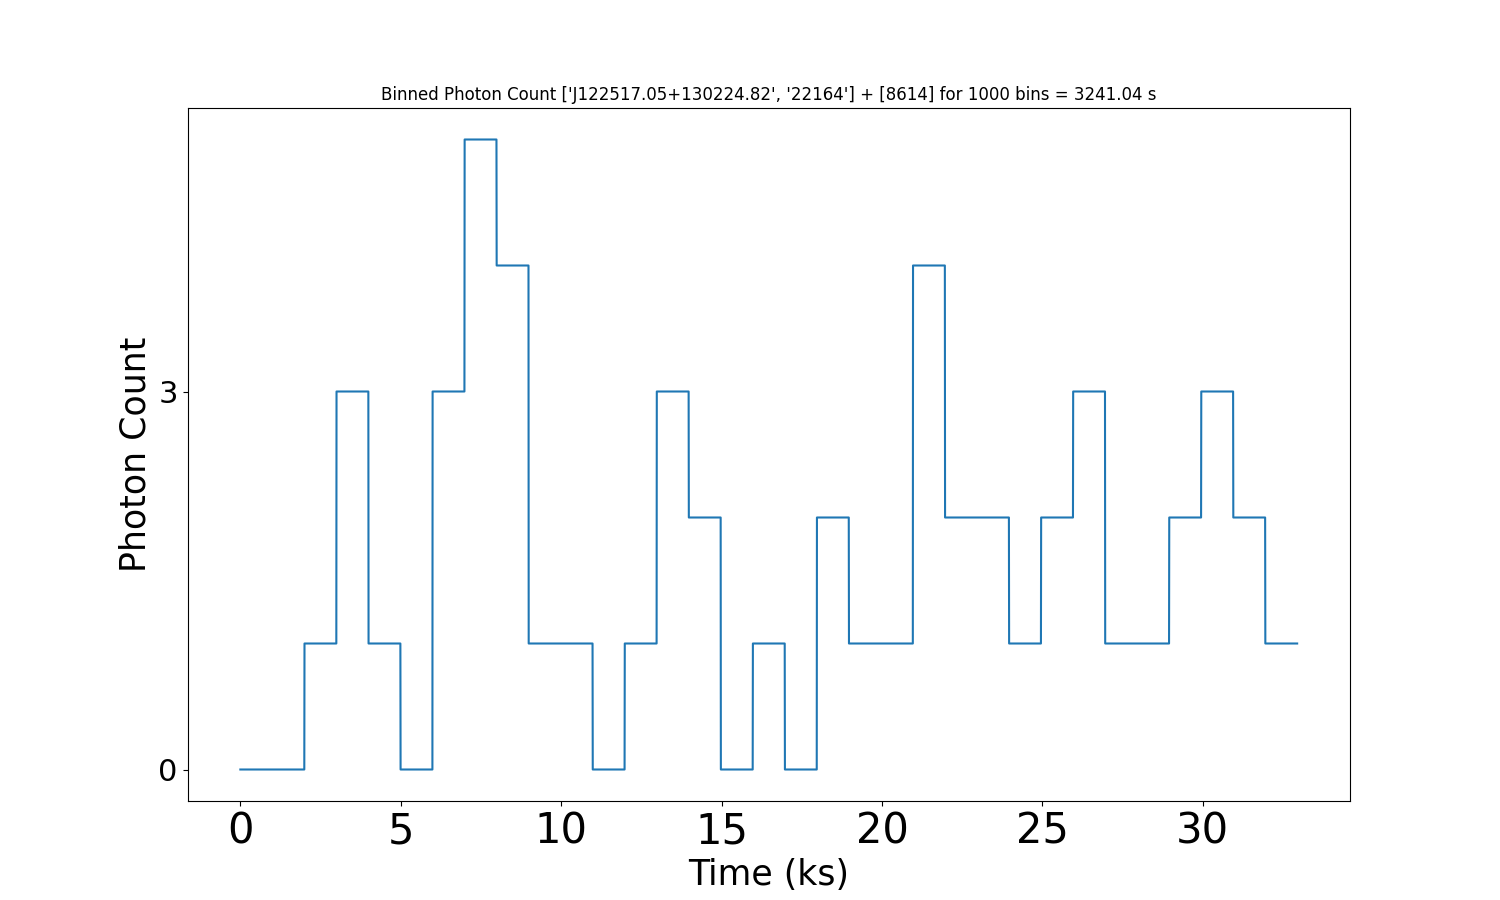 Binned Photon Count ['J122517.05+130224.82', '22164'] + [8614] for 1000 bins = 3241.04 s
Photon Count
3
0
0 5 10 15 20 25 30
Time (ks)